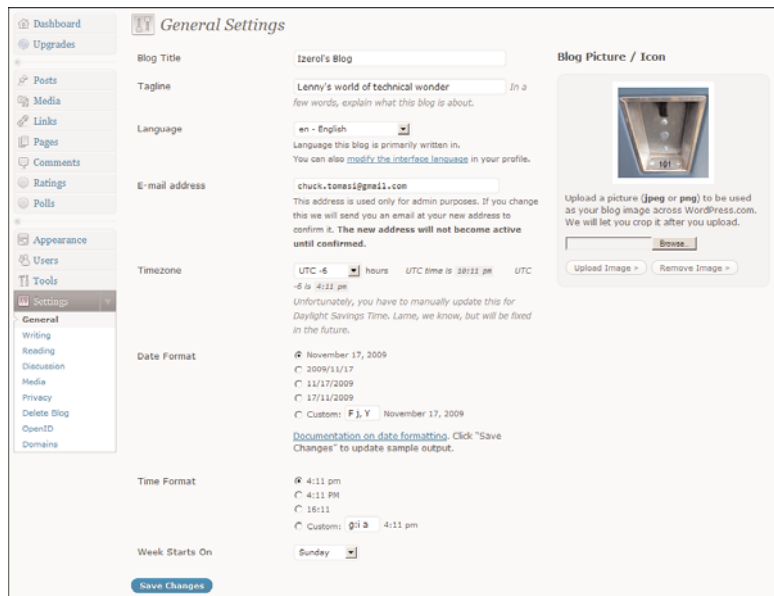 Dashboard
Upgrades
Posts
Media
Links
Pages
Comments
Ratings
Polls
Appearance
Users
Tools
Settings
General
Writing
Reading
Discussion
Media
Privacy
Delete Blog
OpenID
Domains
General Settings
Blog Title
Izerol's Blog
Tagline
Lenny's world of technical wonder In a
few words, explain what this blog is about.
Language
en - English
Language this blog is primarily written in.
You can also modify the interface language in your profile.
E-mail address
chuck.tomasi@gmail.com
This address is used only for admin purposes. If you change
this we will send you an email at your new address to
confirm it. The new address will not become active
until confirmed.
Timezone
UTC -6 hours UTC time is 10:11 pm UTC
-6 is 4:11 pm
Unfortunately, you have to manually update this for
Daylight Savings Time. Lame, we know, but will be fixed
in the future.
Date Format
November 17, 2009
2009/11/17
11/17/2009
17/11/2009
Custom: F j, Y November 17, 2009
Documentation on date formatting. Click "Save
Changes" to update sample output.
Time Format
4:11 pm
4:11 PM
16:11
Custom: g:i a 4:11 pm
Week Starts On
Sunday
Save Changes
Blog Picture / Icon
101
Upload a picture (jpeg or png) to be used
as your blog image across WordPress.com.
We will let you crop it after you upload.
Browse...
Upload Image »
Remove Image »